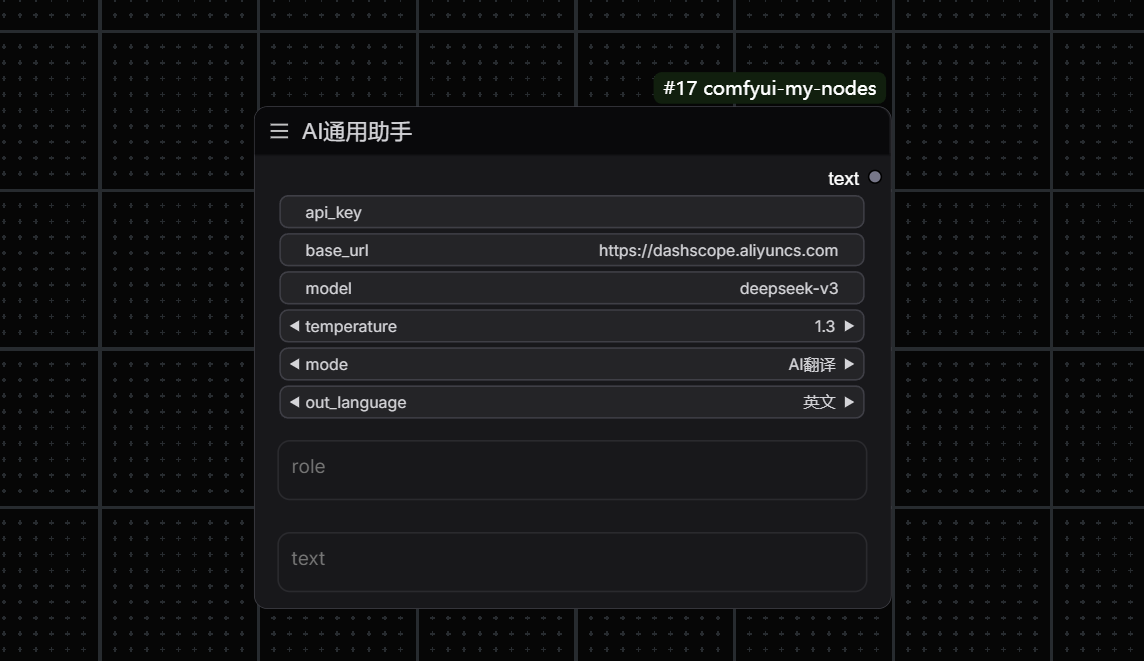 #17 comfyui-my-nodes
AI通用助手
text
api_key
base_url https://dashscope.aliyuncs.com
model deepseek-v3
temperature 1.3
mode AI翻译
out_language 英文
role
text